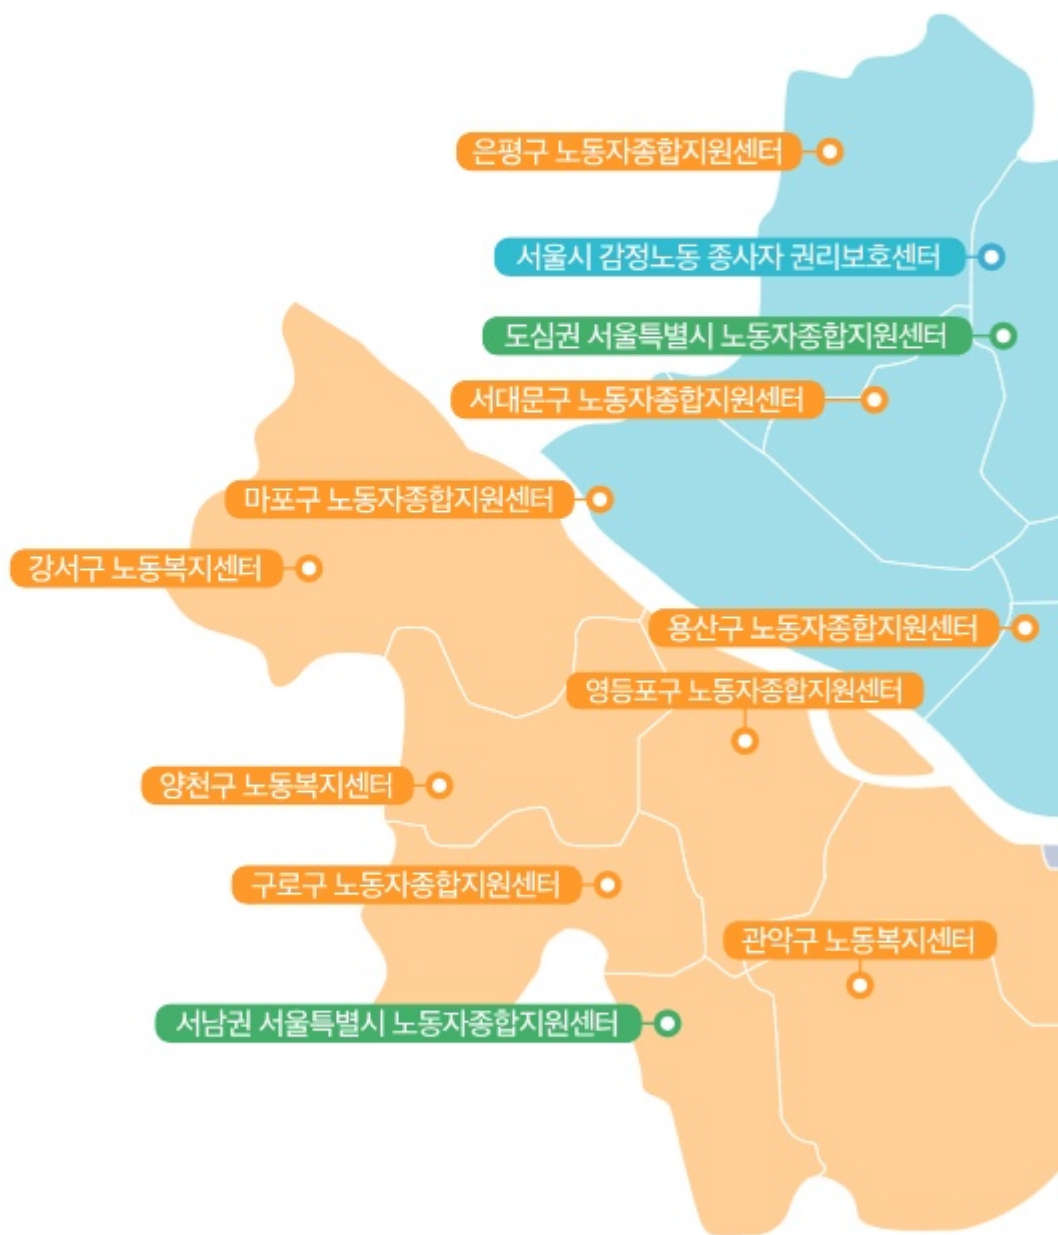 은평구 노동자종합지원센터
서울시 감정노동 종사자 권리보호센터
도심권 서울특별시 노동자종합지원센터
서대문구 노동자종합지원센터
마포구 노동자종합지원센터
강서구 노동복지센터
용산구 노동자종합지원센터
영등포구 노동자종합지원센터
양천구 노동복지센터
구로구 노동자종합지원센터
관악구 노동복지센터
서남권 서울특별시 노동자종합지원센터